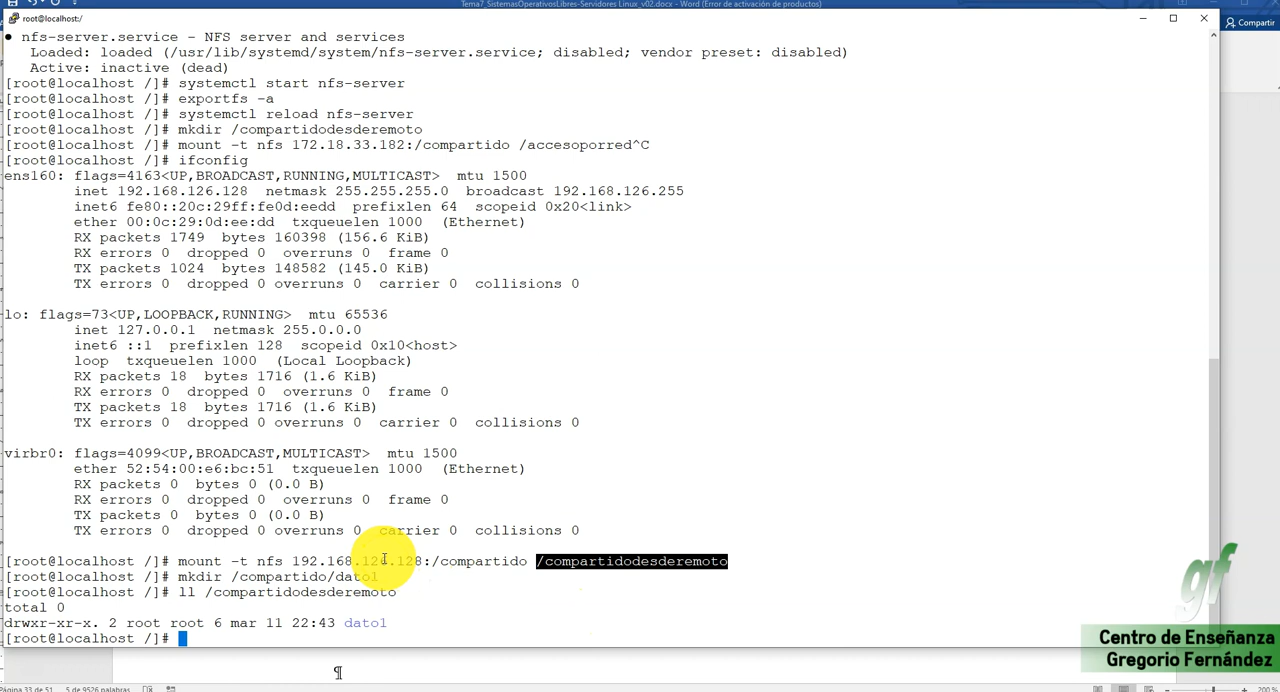 Tema7_SistemasOperativosLibres-Servidores Linux_v02.docx - Word (Error de activación de productos)
root@localhost:/
Compartir
● nfs-server.service - NFS server and services
Loaded: loaded (/usr/lib/systemd/system/nfs-server.service; disabled; vendor preset: disabled)
Active: inactive (dead)
[root@localhost /]# systemctl start nfs-server
[root@localhost /]# exportfs -a
[root@localhost /]# systemctl reload nfs-server
[root@localhost /]# mkdir /compartidodesderemoto
[root@localhost /]# mount -t nfs 172.18.33.182:/compartido /accesoporred^C
[root@localhost /]# ifconfig
ens160: flags=4163<UP,BROADCAST,RUNNING,MULTICAST>  mtu 1500
inet 192.168.126.128  netmask 255.255.255.0  broadcast 192.168.126.255
inet6 fe80::20c:29ff:fe0d:eedd  prefixlen 64  scopeid 0x20<link>
ether 00:0c:29:0d:ee:dd  txqueuelen 1000  (Ethernet)
RX packets 1749  bytes 160398 (156.6 KiB)
RX errors 0  dropped 0  overruns 0  frame 0
TX packets 1024  bytes 148582 (145.0 KiB)
TX errors 0  dropped 0 overruns 0  carrier 0  collisions 0
lo: flags=73<UP,LOOPBACK,RUNNING>  mtu 65536
inet 127.0.0.1  netmask 255.0.0.0
inet6 ::1  prefixlen 128  scopeid 0x10<host>
loop  txqueuelen 1000  (Local Loopback)
RX packets 18  bytes 1716 (1.6 KiB)
RX errors 0  dropped 0  overruns 0  frame 0
TX packets 18  bytes 1716 (1.6 KiB)
TX errors 0  dropped 0 overruns 0  carrier 0  collisions 0
virbr0: flags=4099<UP,BROADCAST,MULTICAST>  mtu 1500
ether 52:54:00:e6:bc:51  txqueuelen 1000  (Ethernet)
RX packets 0  bytes 0 (0.0 B)
RX errors 0  dropped 0  overruns 0  frame 0
TX packets 0  bytes 0 (0.0 B)
TX errors 0  dropped 0 overruns 0  carrier 0  collisions 0
[root@localhost /]# mount -t nfs 192.168.126.128:/compartido /compartidodesderemoto
[root@localhost /]# mkdir /compartido/dato1
[root@localhost /]# ll /compartidodesderemoto
total 0
drwxr-xr-x. 2 root root 6 mar 11 22:43 dato1
[root@localhost /]#
¶
gf
Centro de Enseñanza
Gregorio Fernández
Página 33 de 51   5 de 9526 palabras
200 %